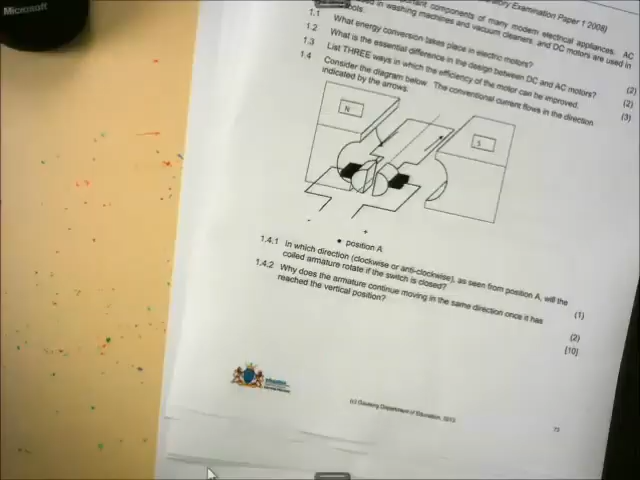 Microsoft
ory Examination Paper 1 2008)
onant components of many modern electrical appliances. AC
ed in washing machines and vacuum cleaners, and DC motors are used in
ools.
1.1 What energy conversion takes place in electric motors? (2)
1.2 What is the essential difference in the design between DC and AC motors? (2)
1.3 List THREE ways in which the efficiency of the motor can be improved. (3)
1.4 Consider the diagram below. The conventional current flows in the direction
indicated by the arrows.
N
S
- +
• position A
1.4.1 In which direction (clockwise or anti-clockwise), as seen from position A, will the
coiled armature rotate if the switch is closed? (1)
1.4.2 Why does the armature continue moving in the same direction once it has
reached the vertical position? (2)
[10]
education
(c) Gauteng Department of Education, 2013